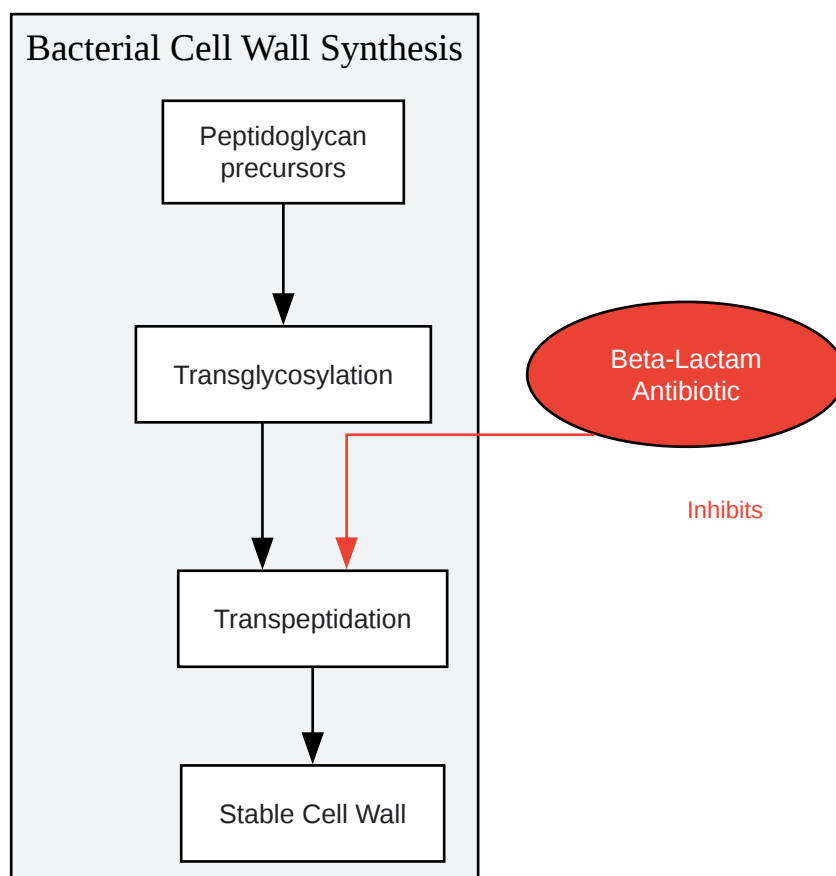 Bacterial Cell Wall Synthesis
Peptidoglycan
precursors
Transglycosylation
Beta-Lactam
Antibiotic
Inhibits
Transpeptidation
Stable Cell Wall